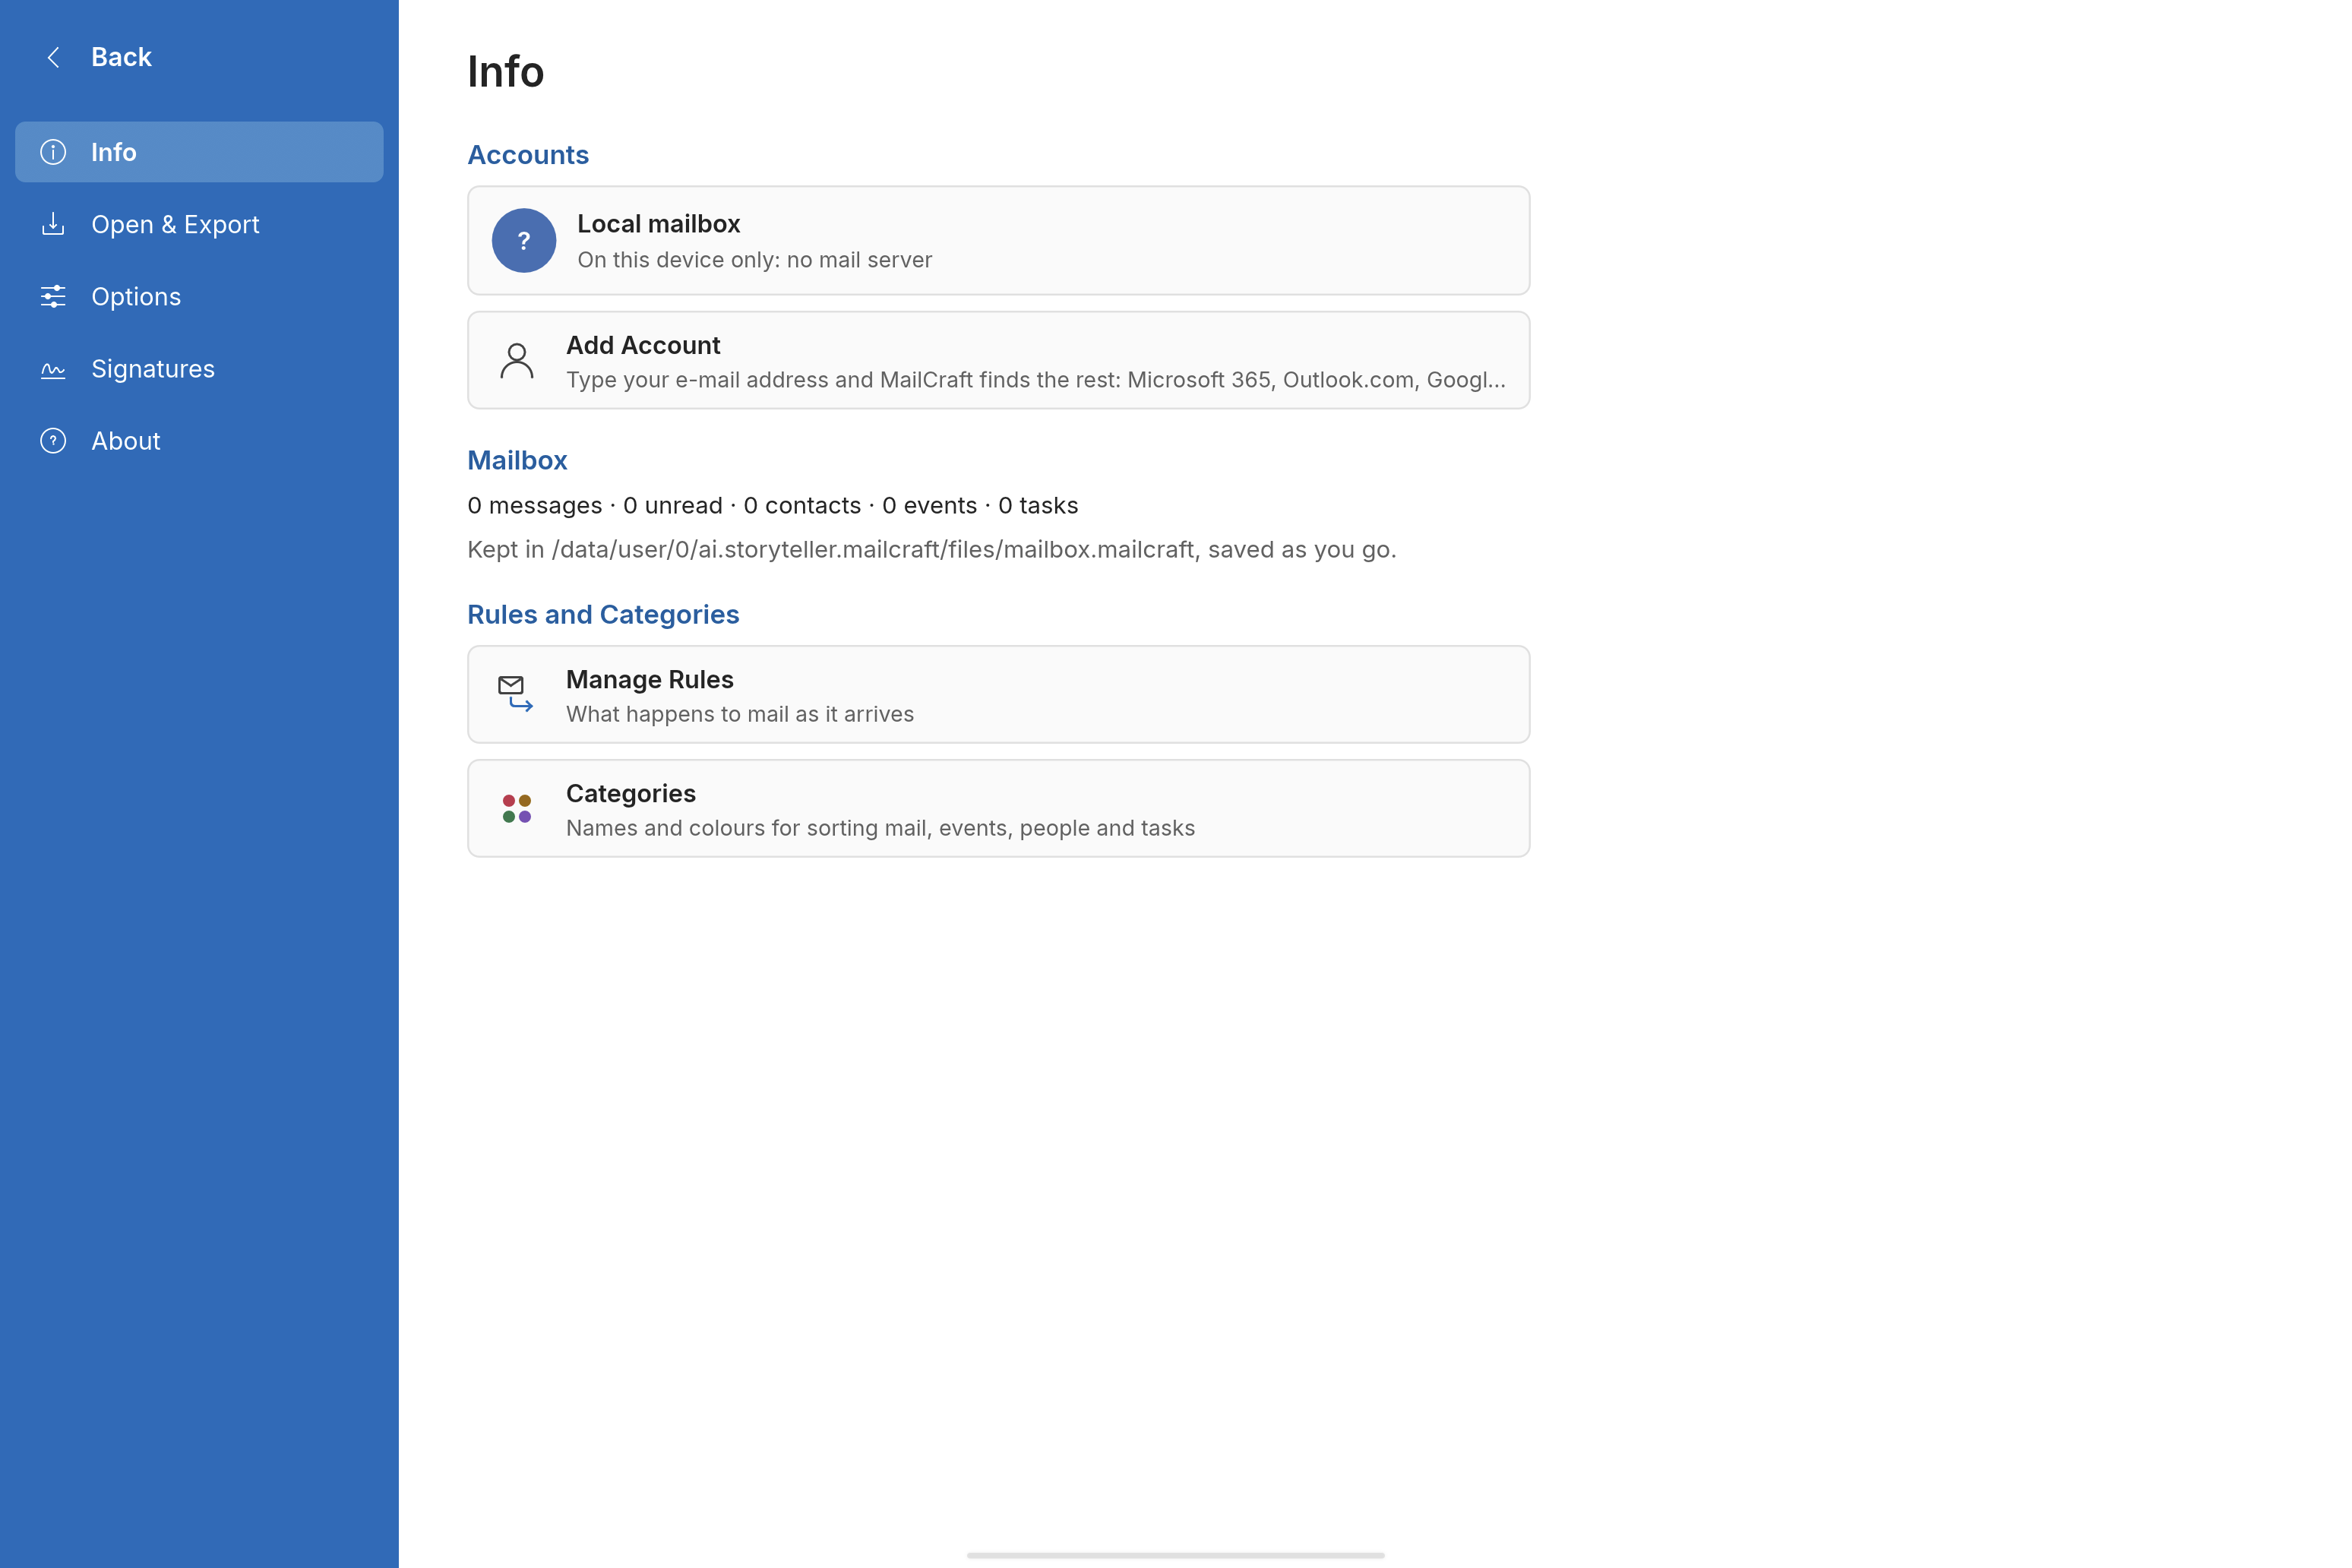 Back
Info
Open & Export
Options
Signatures
About
Info
Accounts
?
Local mailbox
On this device only: no mail server
Add Account
Type your e-mail address and MailCraft finds the rest: Microsoft 365, Outlook.com, Googl...
Mailbox
0 messages · 0 unread · 0 contacts · 0 events · 0 tasks
Kept in /data/user/0/ai.storyteller.mailcraft/files/mailbox.mailcraft, saved as you go.
Rules and Categories
Manage Rules
What happens to mail as it arrives
Categories
Names and colours for sorting mail, events, people and tasks